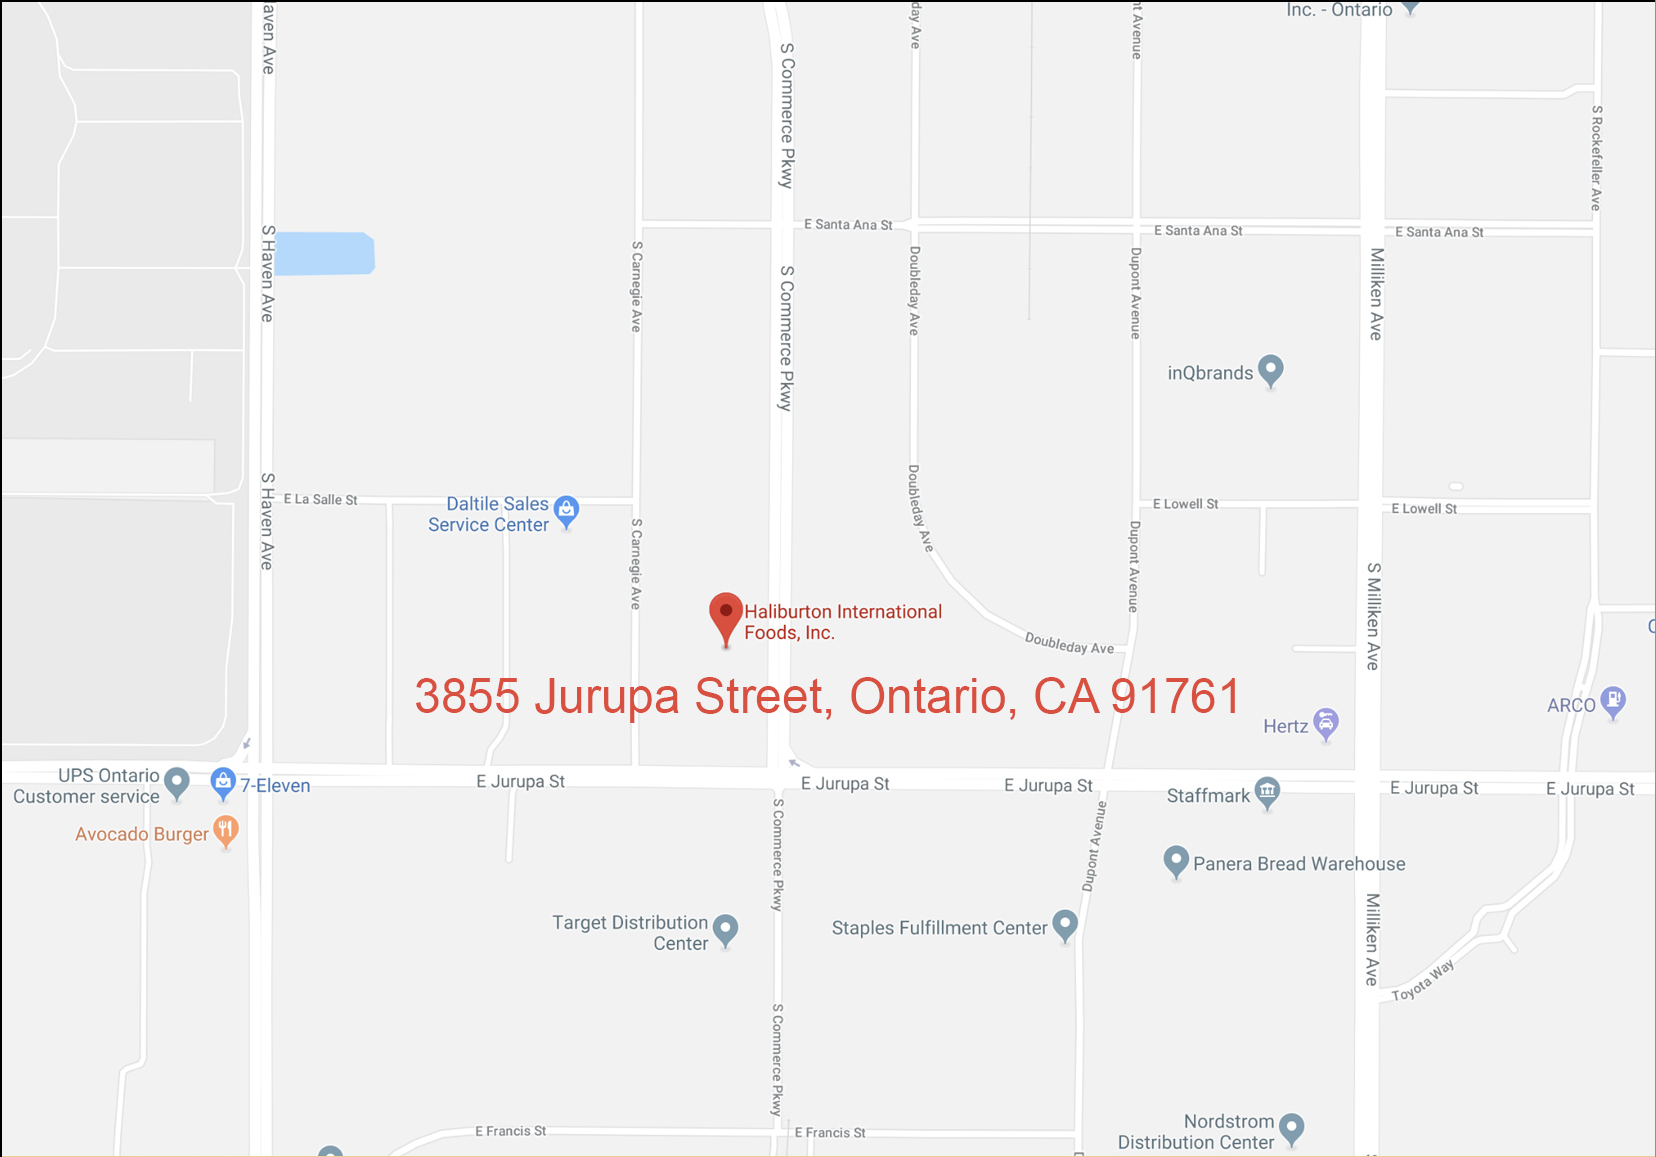 Inc. - Ontario
aven Ave
S Commerce Pkwy
day Ave
nt Avenue
S Rockefeller Ave
E Santa Ana St
E Santa Ana St
E Santa Ana St
S Haven Ave
S Carnegie Ave
S Commerce Pkwy
Doubleday Ave
Dupont Avenue
Milliken Ave
inQbrands
S Haven Ave
E La Salle St
Daltile Sales
Service Center
Doubleday Ave
E Lowell St
E Lowell St
S Carnegie Ave
Dupont Avenue
S Milliken Ave
Haliburton International
Foods, Inc.
Doubleday Ave
3855 Jurupa Street, Ontario, CA 91761
ARCO
Hertz
UPS Ontario
Customer service
7-Eleven
E Jurupa St
E Jurupa St
E Jurupa St
E Jurupa St
E Jurupa St
Staffmark
Avocado Burger
S Commerce Pkwy
Dupont Avenue
Panera Bread Warehouse
Target Distribution
Center
Staples Fulfillment Center
Milliken Ave
Toyota Way
S Commerce Pkwy
E Francis St
E Francis St
Nordstrom
Distribution Center